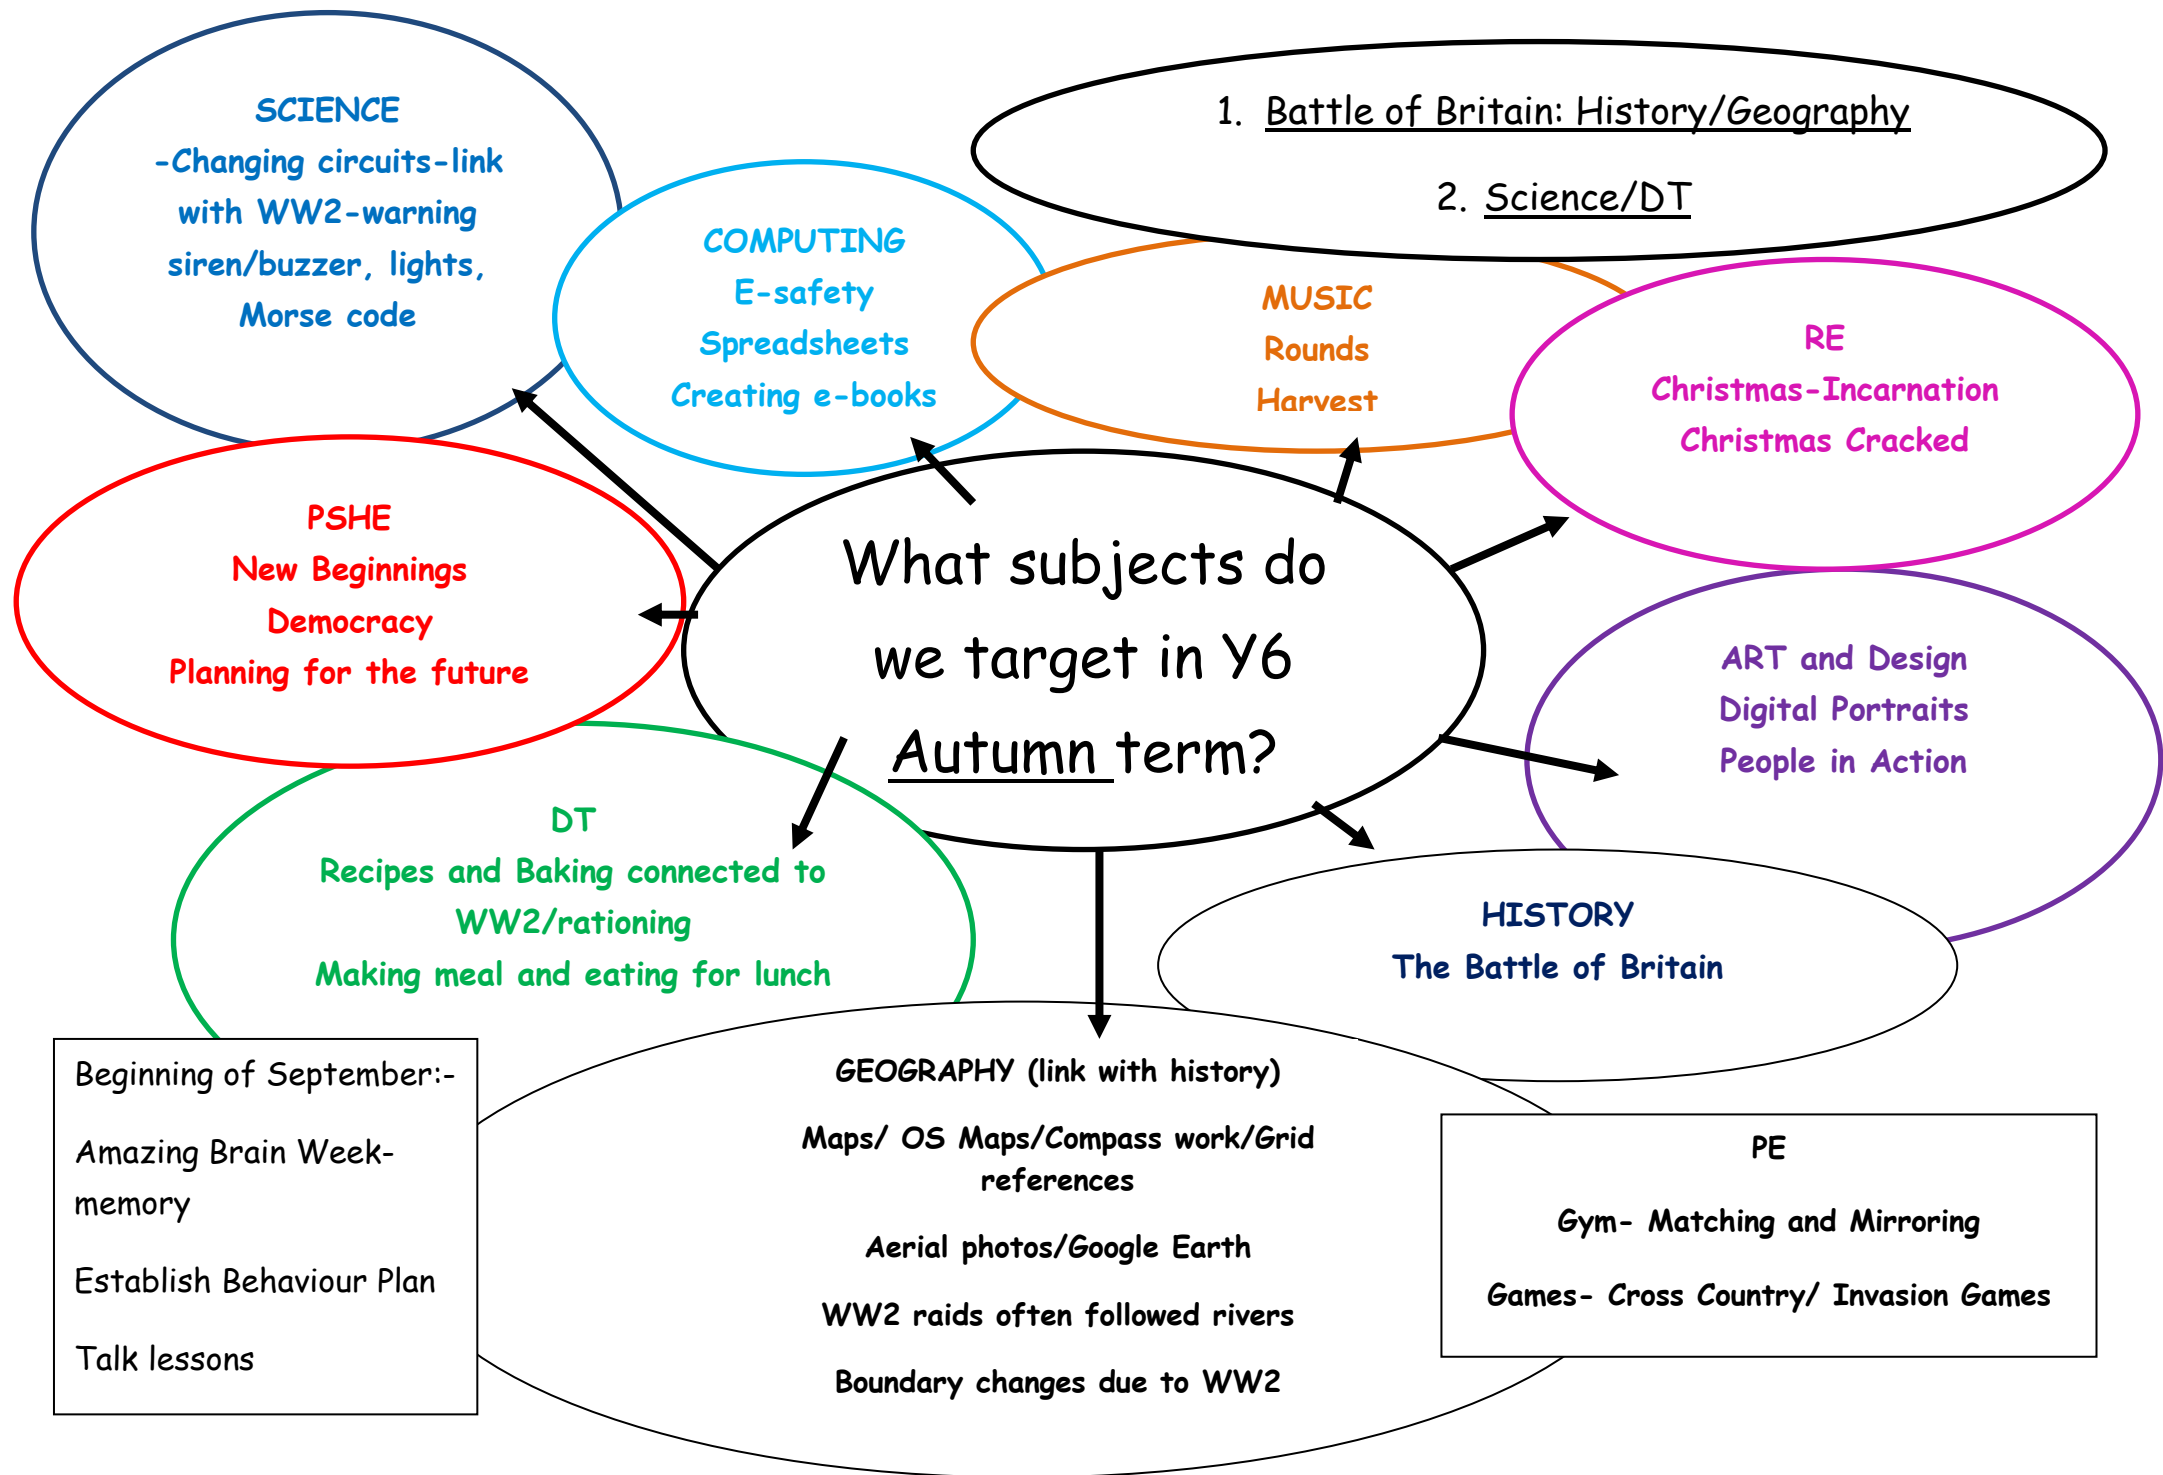 SCIENCE
-Changing circuits-link
with WW2-warning
siren/buzzer, lights,
Morse code
1. Battle of Britain: History/Geography
2. Science/DT
COMPUTING
E-safety
Spreadsheets
Creating e-books
MUSIC
Rounds
Harvest
RE
Christmas-Incarnation
Christmas Cracked
PSHE
New Beginnings
Democracy
Planning for the future
What subjects do
we target in Y6
Autumn term?
ART and Design
Digital Portraits
People in Action
DT
Recipes and Baking connected to
WW2/rationing
Making meal and eating for lunch
HISTORY
The Battle of Britain
Beginning of September:-
Amazing Brain Week-
memory
Establish Behaviour Plan
Talk lessons
GEOGRAPHY (link with history)
Maps/ OS Maps/Compass work/Grid
references
Aerial photos/Google Earth
WW2 raids often followed rivers
Boundary changes due to WW2
PE
Gym- Matching and Mirroring
Games- Cross Country/ Invasion Games